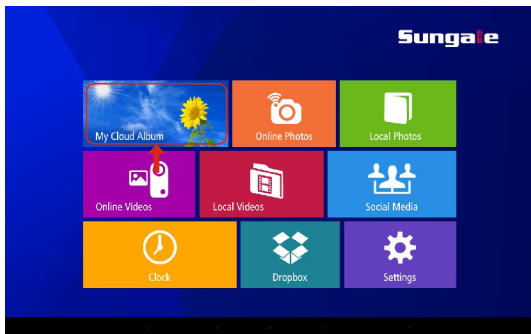 Sungale
My Cloud Album
Online Photos
Local Photos
Online Videos
Local Videos
Social Media
Clock
Dropbox
Settings